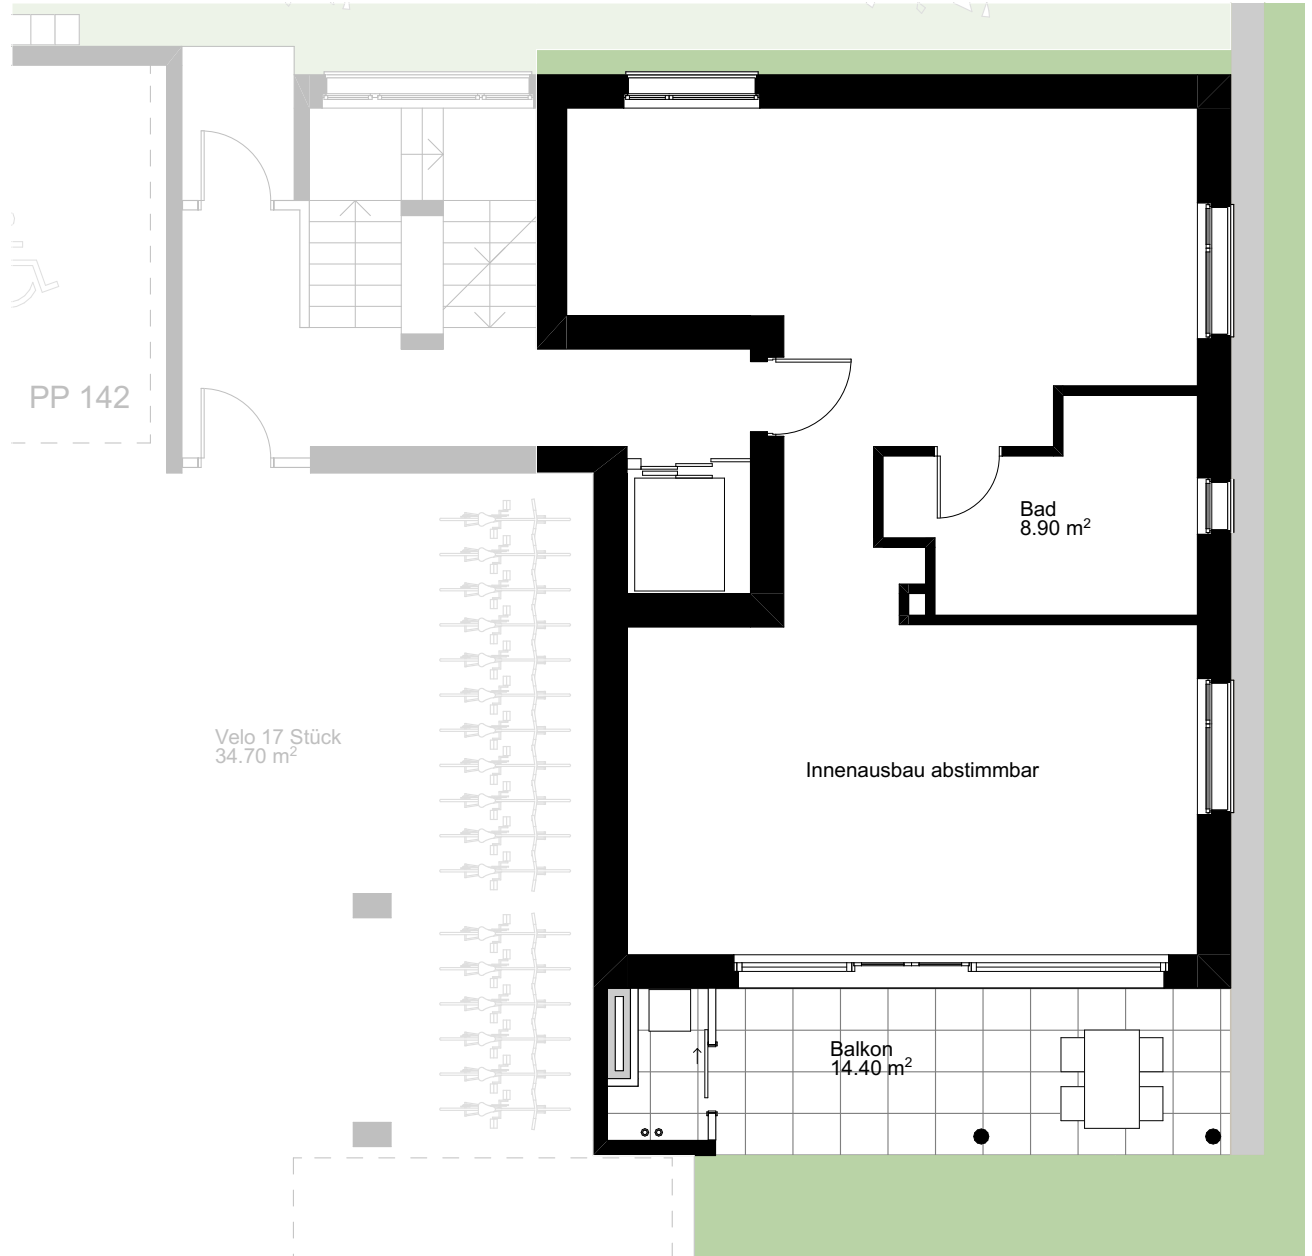 PP 142
Bad
8.90 m²
Velo 17 Stück
34.70 m²
Innenausbau abstimmbar
Balkon
14.40 m²